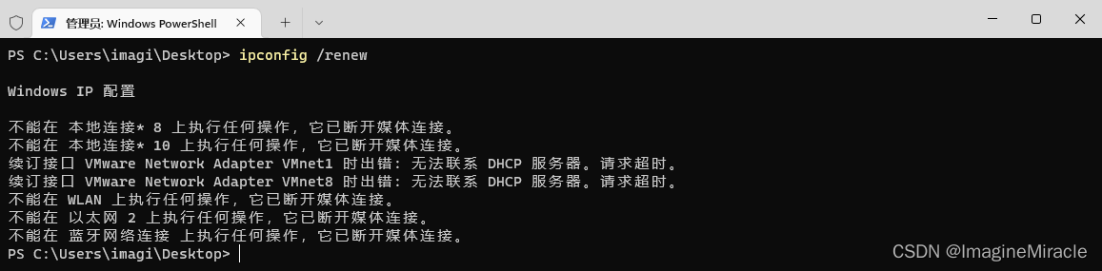 管理员: Windows PowerShell
PS C:\Users\imagi\Desktop> ipconfig /renew
Windows IP 配置
不能在 本地连接* 8 上执行任何操作，它已断开媒体连接。
不能在 本地连接* 10 上执行任何操作，它已断开媒体连接。
续订接口 VMware Network Adapter VMnet1 时出错: 无法联系 DHCP 服务器。请求超时。
续订接口 VMware Network Adapter VMnet8 时出错: 无法联系 DHCP 服务器。请求超时。
不能在 WLAN 上执行任何操作，它已断开媒体连接。
不能在 以太网 2 上执行任何操作，它已断开媒体连接。
不能在 蓝牙网络连接 上执行任何操作，它已断开媒体连接。
PS C:\Users\imagi\Desktop>
CSDN @ImagineMiracle